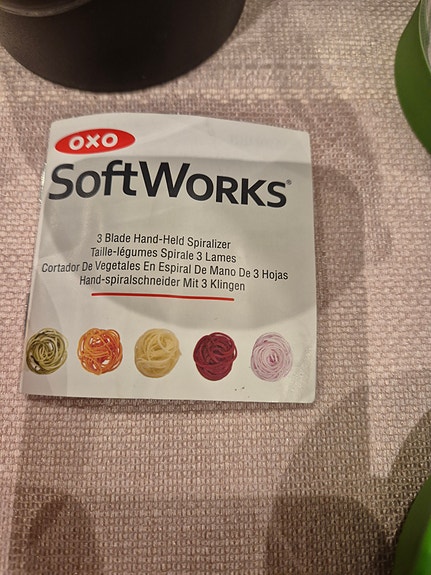 OXO
SoftWorks®
3 Blade Hand-Held Spiralizer
Taille-légumes Spirale 3 Lames
Cortador De Vegetales En Espiral De Mano De 3 Hojas
Hand-spiralschneider Mit 3 Klingen